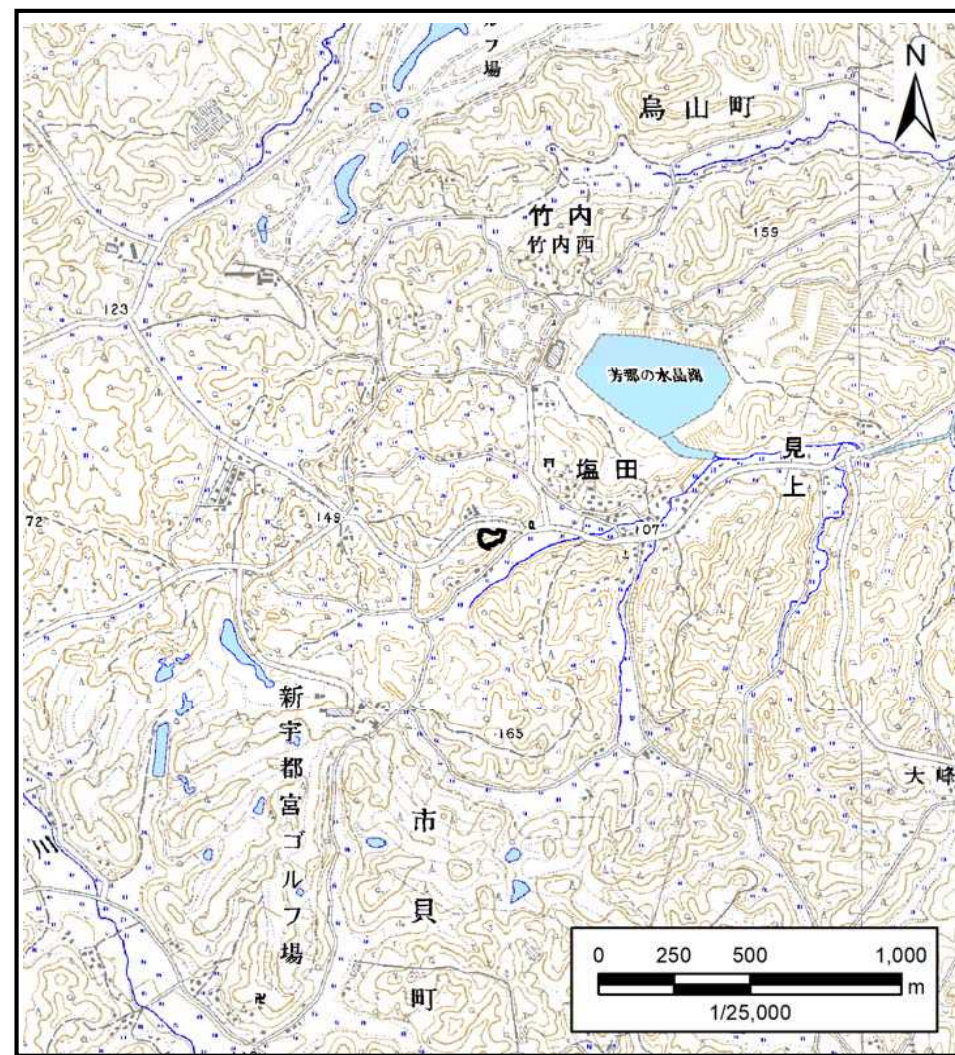 ルフ場
N
烏山町
竹内
竹内西
159
123
芳那の水晶湖
見上
塩田
149
107
72
新宇都宮ゴルフ場
165
大峰
市貝町
川
0 250 500 1,000
m
1/25,000